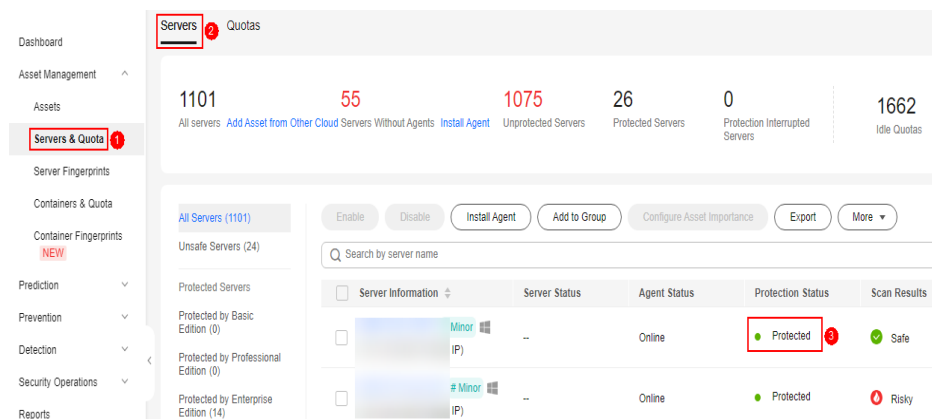 Dashboard
Asset Management
Assets
Servers & Quota 1
Server Fingerprints
Containers & Quota
Container Fingerprints
NEW
Prediction
Prevention
Detection
Security Operations
Reports
Servers 2 Quotas
1101 55 1075 26 0 1662
All servers Add Asset from Other Cloud Servers Without Agents Install Agent Unprotected Servers Protected Servers Protection Interrupted Idle Quotas
Servers
All Servers (1101)
Unsafe Servers (24)
Protected Servers
Protected by Basic
Edition (0)
Protected by Professional
Edition (0)
Protected by Enterprise
Edition (14)
Enable Disable Install Agent Add to Group Configure Asset Importance Export More
Search by server name
Server Information Server Status Agent Status Protection Status Scan Results
Minor
IP) -- Online Protected 3 Safe
# Minor
IP) -- Online Protected Risky